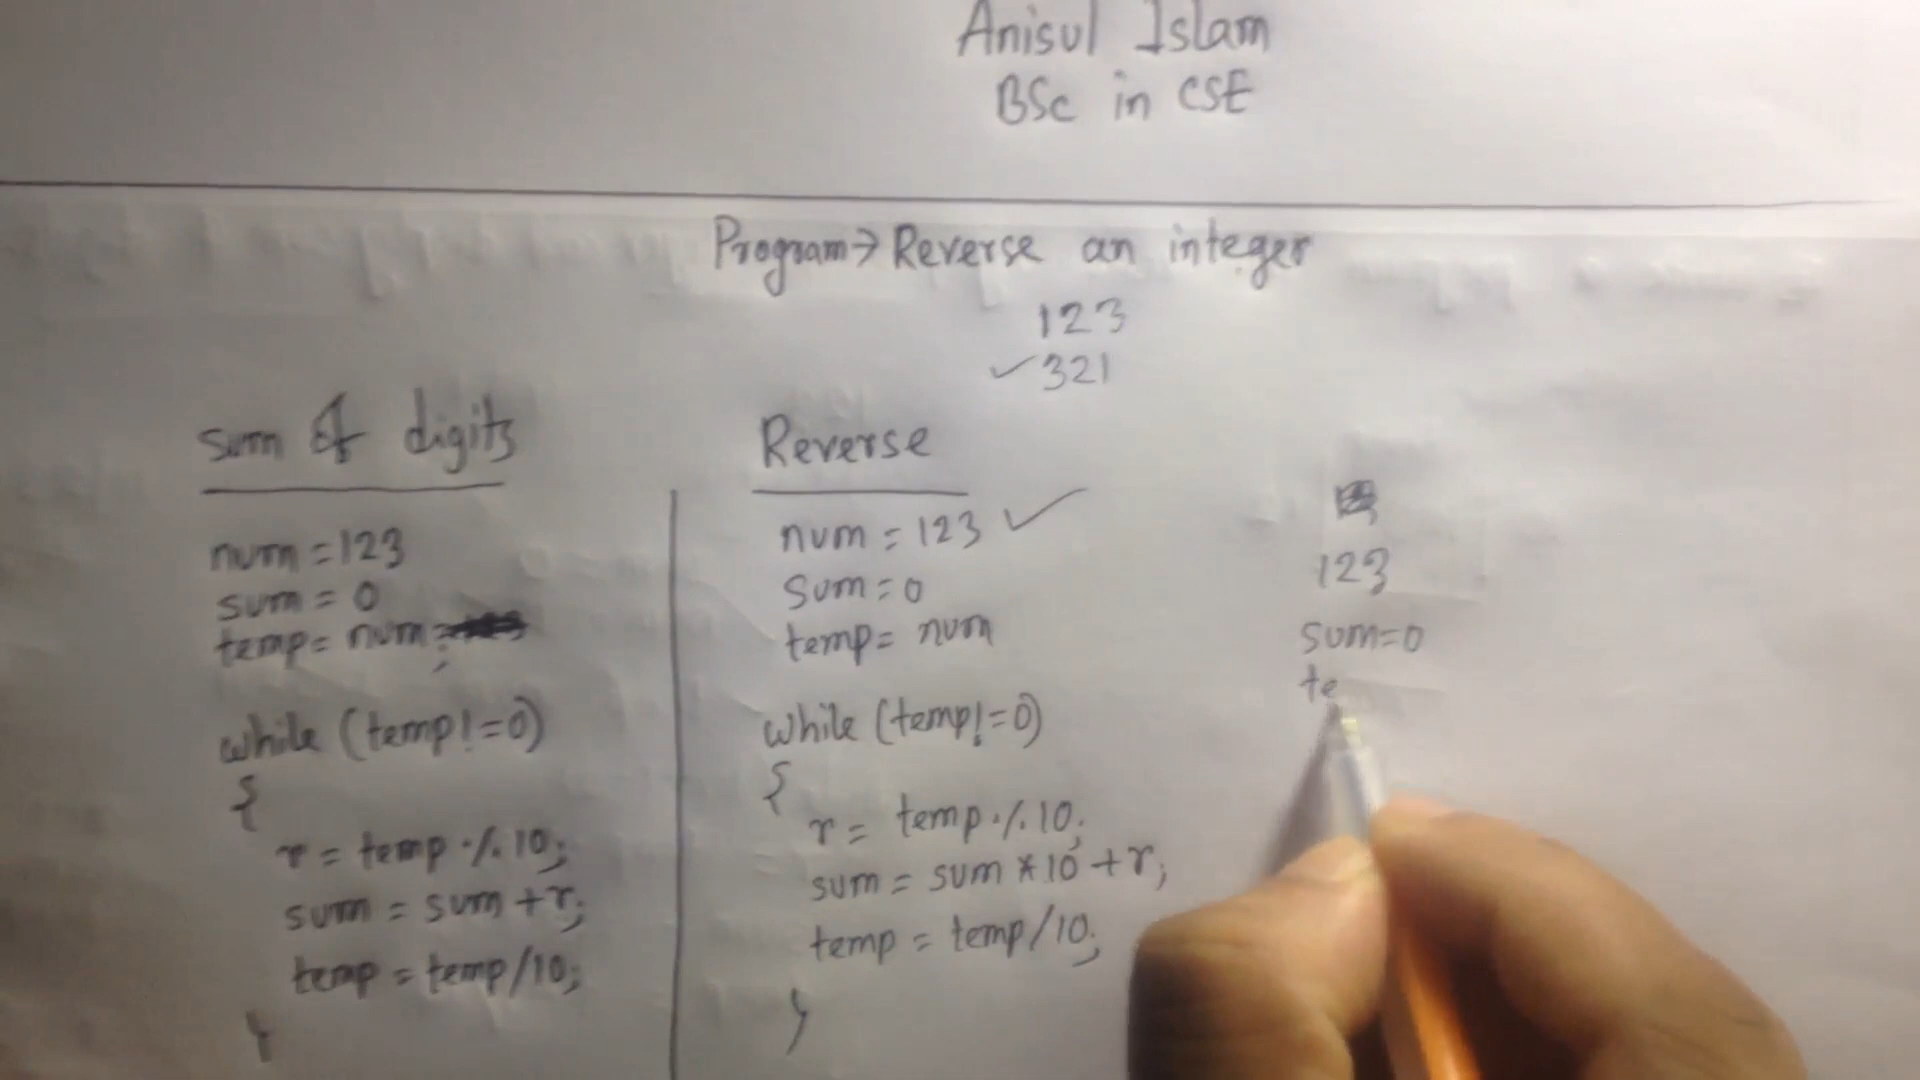 Anisul Islam
BSc in CSE
Program→ Reverse an integer
123
✓321
sum of digits
num = 123
sum = 0
temp = num;
while (temp!=0)
{
r = temp % 10;
sum = sum + r;
temp = temp/10;
}
Reverse
num = 123 ✓
sum = 0
temp = num
while (temp!=0)
{
r = temp % 10;
sum = sum * 10 + r;
temp = temp/10;
}
123
sum=0
te